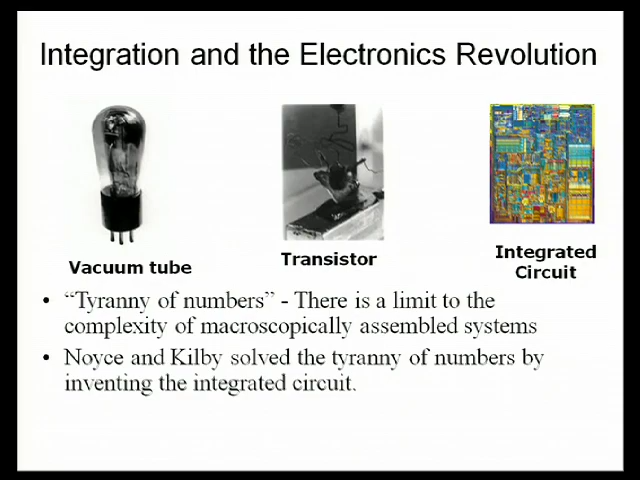 Integration and the Electronics Revolution
Vacuum tube
Transistor
Integrated
Circuit
• “Tyranny of numbers” - There is a limit to the
complexity of macroscopically assembled systems
• Noyce and Kilby solved the tyranny of numbers by
inventing the integrated circuit.